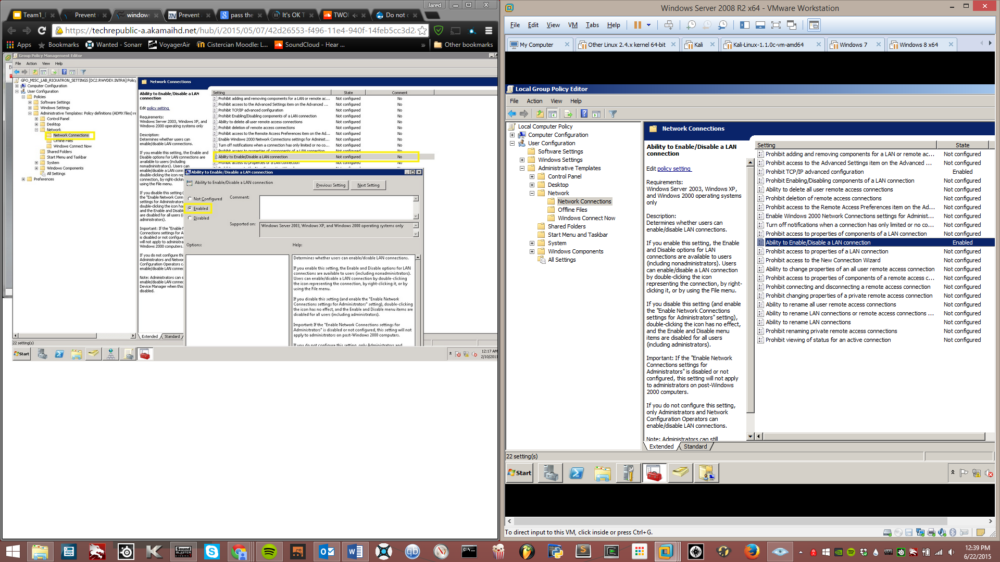 Jared
Team1_[
Prevent
windows
Prevent
pass the
It's OK T
TWO
Do not c
https://techrepublic-a.akamaihd.net/hub/i/2015/05/07/42d26553-f496-11e4-940f-14feb5cc3d2
Apps
Bookmarks
Wanted - Sonarr
VoyagerAir
Cistercian Moodle: L...
SoundCloud - Hear ...
»
Other bookmarks
Group Policy Management Editor
File Action View Help
GPO_MISC_LAB_RICKATRON_SETTINGS [DC2.RWVDEV.INTRA] Policy
Computer Configuration
User Configuration
Policies
Software Settings
Windows Settings
Administrative Templates: Policy definitions (ADMX files) re
Control Panel
Desktop
Network
Network Connections
Offline Files
Windows Connect Now
Shared Folders
Start Menu and Taskbar
System
Windows Components
All Settings
Preferences
Network Connections
Ability to Enable/Disable a LAN
connection
Edit policy setting
Requirements:
Windows Server 2003, Windows XP, and
Windows 2000 operating systems only
Description:
Determines whether users can
enable/disable LAN connections.
If you enable this setting, the Enable and
Disable options for LAN connections are
available to users (including
nonadministrators). Users can
enable/disable a LAN
double-clicking the icon
connection, by right-clickin
using the File menu.
If you disable this setting (
the "Enable Network Conn
settings for Administrators"
double-clicking the icon has
and the Enable and Disable
are disabled for all users (i
administrators).
Important: If the "Enable N
Connections settings for A
is disabled or not configured
will not apply to administra
Windows 2000 computers.
If you do not configure thi
Administrators and Network
Configuration Operators c
enable/disable LAN connec
Note: Administrators can s
enable/disable LAN connec
Device Manager when this
disabled.
Setting State Comment
Prohibit adding and removing components for a LAN or remote ac... Not configured No
Prohibit access to the Advanced Settings item on the Advanced ... Not configured No
Prohibit TCP/IP advanced configuration Not configured No
Prohibit Enabling/Disabling components of a LAN connection Not configured No
Ability to delete all user remote access connections Not configured No
Prohibit deletion of remote access connections Not configured No
Prohibit access to the Remote Access Preferences item on the Ad... Not configured No
Enable Windows 2000 Network Connections settings for Administ... Not configured No
Turn off notifications when a connection has only limited or no co... Not configured No
Prohibit access to properties of components of a LAN connection Not configured No
Ability to Enable/Disable a LAN connection Not configured No
Prohibit access to properties of a LAN connection Not configured No
Ability to Enable/Disable a LAN connection
Ability to Enable/Disable a LAN connection
Previous Setting
Next Setting
Not Configured
Enabled
Disabled
Comment:
Supported on:
Windows Server 2003, Windows XP, and Windows 2000 operating systems only
Options:
Help:
Determines whether users can enable/disable LAN connections.
If you enable this setting, the Enable and Disable options for LAN
connections are available to users (including nonadministrators).
Users can enable/disable a LAN connection by double-clicking
the icon representing the connection, by right-clicking it, or by
using the File menu.
If you disable this setting (and enable the "Enable Network
Connections settings for Administrators" setting), double-clicking
the icon has no effect, and the Enable and Disable menu items are
disabled for all users (including administrators).
Important: If the "Enable Network Connections settings for
Administrators" is disabled or not configured, this setting will not
apply to administrators on post-Windows 2000 computers.
If you do not configure this setting, only Administrators and
Extended
Standard
22 setting(s)
Start
12:17 AM
2/10/2011
Windows Server 2008 R2 x64 - VMware Workstation
File Edit View VM Tabs Help
My Computer
Other Linux 2.4.x kernel 64-bit
Kali
Kali-Linux-1.1.0c-vm-amd64
Windows 7
Windows 8 x64
Local Group Policy Editor
File Action View Help
Local Computer Policy
Computer Configuration
User Configuration
Software Settings
Windows Settings
Administrative Templates
Control Panel
Desktop
Network
Network Connections
Offline Files
Windows Connect Now
Shared Folders
Start Menu and Taskbar
System
Windows Components
All Settings
Network Connections
Ability to Enable/Disable a LAN
connection
Edit policy setting
Requirements:
Windows Server 2003, Windows XP,
and Windows 2000 operating systems
only
Description:
Determines whether users can
enable/disable LAN connections.
If you enable this setting, the Enable
and Disable options for LAN
connections are available to users
(including nonadministrators). Users
can enable/disable a LAN connection
by double-clicking the icon
representing the connection, by right-
clicking it, or by using the File menu.
If you disable this setting (and enable
the "Enable Network Connections
settings for Administrators" setting),
double-clicking the icon has no effect,
and the Enable and Disable menu
items are disabled for all users
(including administrators).
Important: If the "Enable Network
Connections settings for
Administrators" is disabled or not
configured, this setting will not apply
to administrators on post-Windows
2000 computers.
If you do not configure this setting,
only Administrators and Network
Configuration Operators can
enable/disable LAN connections.
Note: Administrators can still
Setting State
Prohibit adding and removing components for a LAN or remote ac... Not configured
Prohibit access to the Advanced Settings item on the Advanced ... Not configured
Prohibit TCP/IP advanced configuration Enabled
Prohibit Enabling/Disabling components of a LAN connection Not configured
Ability to delete all user remote access connections Not configured
Prohibit deletion of remote access connections Not configured
Prohibit access to the Remote Access Preferences item on the Ad... Not configured
Enable Windows 2000 Network Connections settings for Administ... Not configured
Turn off notifications when a connection has only limited or no co... Not configured
Prohibit access to properties of components of a LAN connection Not configured
Ability to Enable/Disable a LAN connection Enabled
Prohibit access to properties of a LAN connection Not configured
Prohibit access to the New Connection Wizard Not configured
Ability to change properties of an all user remote access connection Not configured
Prohibit access to properties of components of a remote access c... Not configured
Prohibit connecting and disconnecting a remote access connection Not configured
Prohibit changing properties of a private remote access connection Not configured
Ability to rename all user remote access connections Not configured
Ability to rename LAN connections or remote access connections ... Not configured
Ability to rename LAN connections Not configured
Prohibit renaming private remote access connections Not configured
Prohibit viewing of status for an active connection Not configured
Extended
Standard
22 setting(s)
Start
To direct input to this VM, click inside or press Ctrl+G.
12:39 PM
6/22/2015